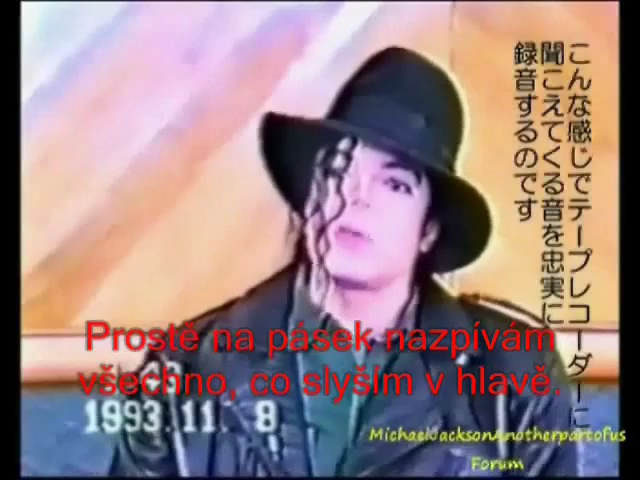 こんな感じでテープレコーダーに
聞こえてくる音を忠実に
録音するのです
Prostě na pásek nazpívám
všechno, co slyším v hlavě.
1993.11. 8
MichaelJacksonAnotherpartofus
Forum